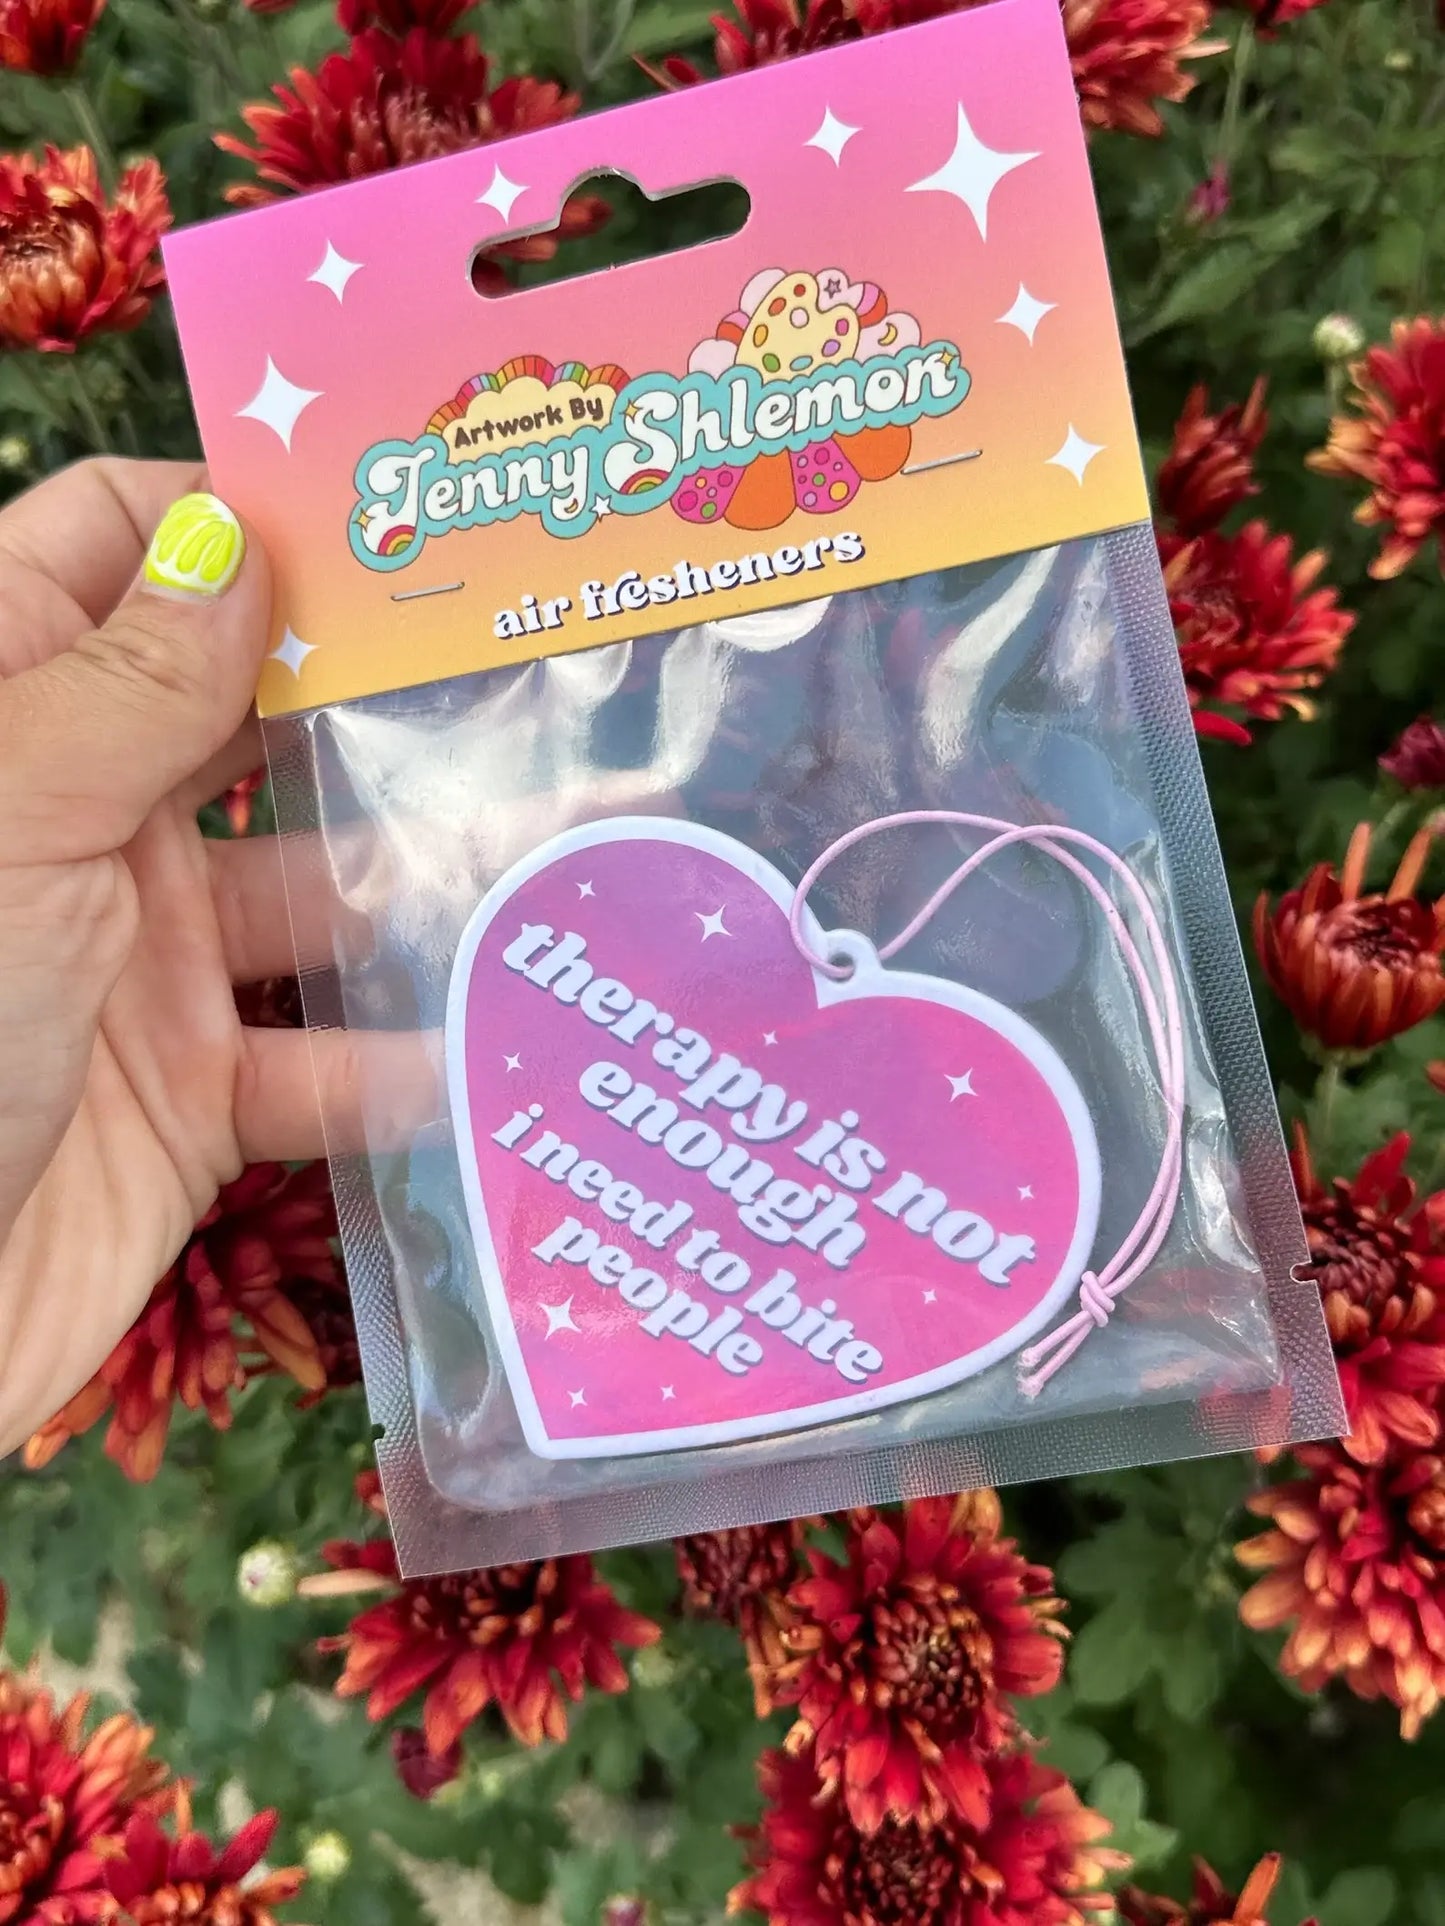 Artwork By
Jenny Shlemon
air fresheners
therapy is not
enough
i need to bite
people